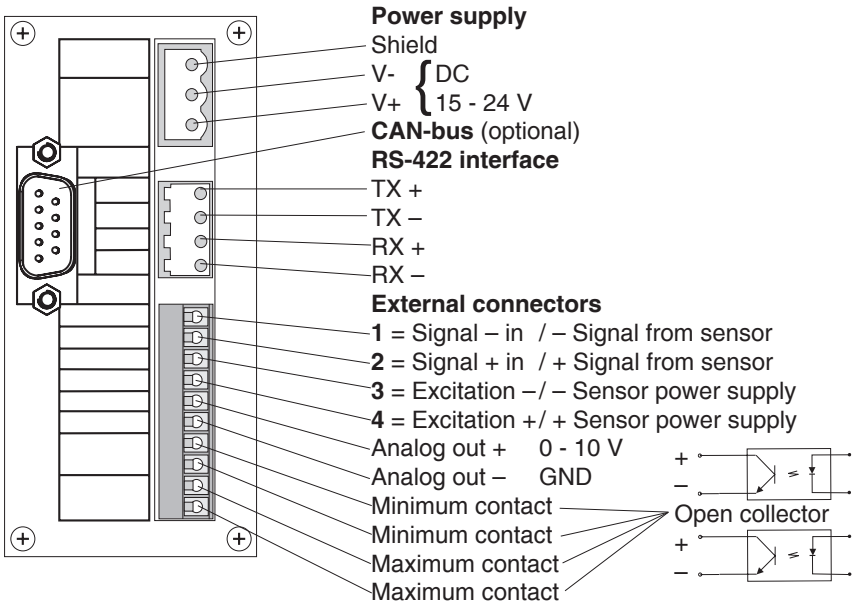 Power supply
Shield
V- { DC
V+ 15 - 24 V
CAN-bus (optional)
RS-422 interface
TX +
TX –
RX +
RX –
External connectors
1 = Signal – in / – Signal from sensor
2 = Signal + in / + Signal from sensor
3 = Excitation –/ – Sensor power supply
4 = Excitation +/ + Sensor power supply
Analog out + 0 - 10 V
Analog out – GND
Minimum contact
Minimum contact
Maximum contact
Maximum contact
+
–
Open collector
+
–